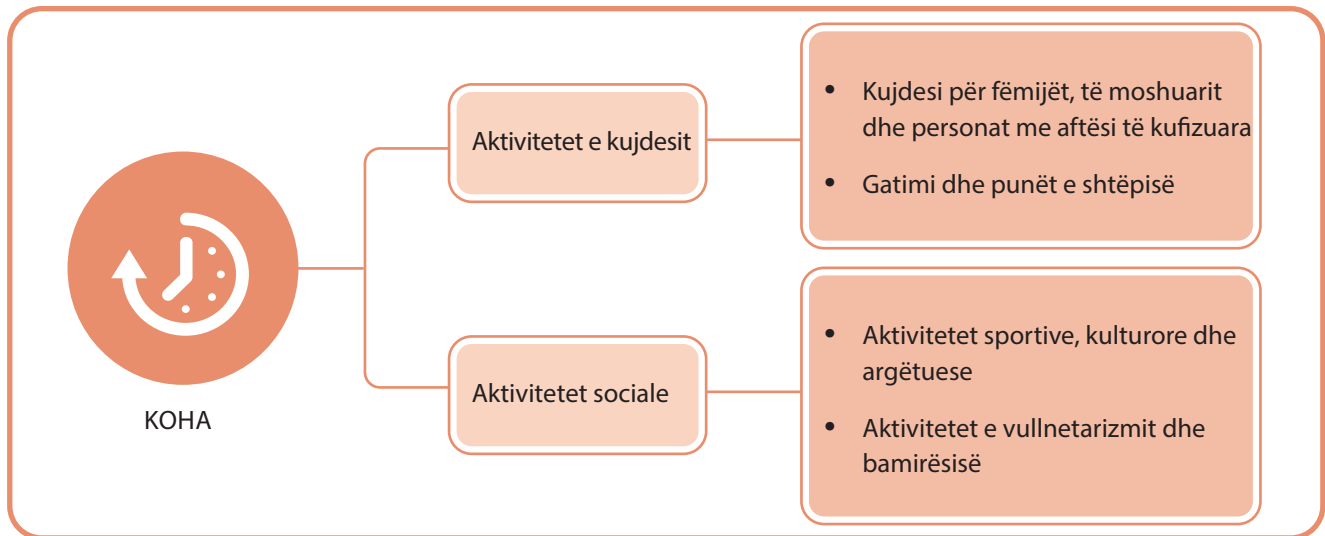 KOHA
Aktivitetet e kujdesit
• Kujdesi për fëmijët, të moshuarit
dhe personat me aftësi të kufizuara
• Gatimi dhe punët e shtëpisë
Aktivitetet sociale
• Aktivitetet sportive, kulturore dhe
argëtuese
• Aktivitetet e vullnetarizmit dhe
bamirësisë